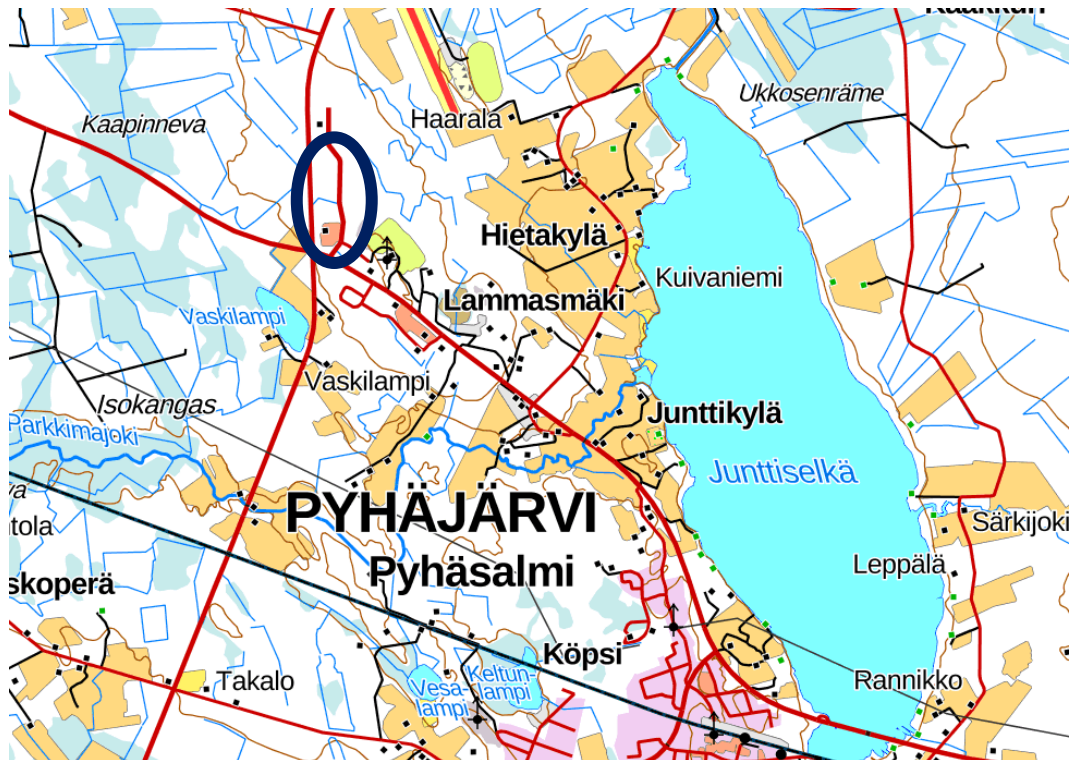 Ukkosenräme
Haarala
Kaapinneva
Hietakylä
Kuivaniemi
Lammasmäki
Vaskilampi
Vaskilampi
Isokangas
Junttikylä
Parkkimajoki
Junttiselkä
PYHÄJÄRVI
Särkijoki
Pyhäsalmi
Leppälä
skoperä
Köpsi
Takalo
Keltun-
lampi
Vesa-
lampi
Rannikko